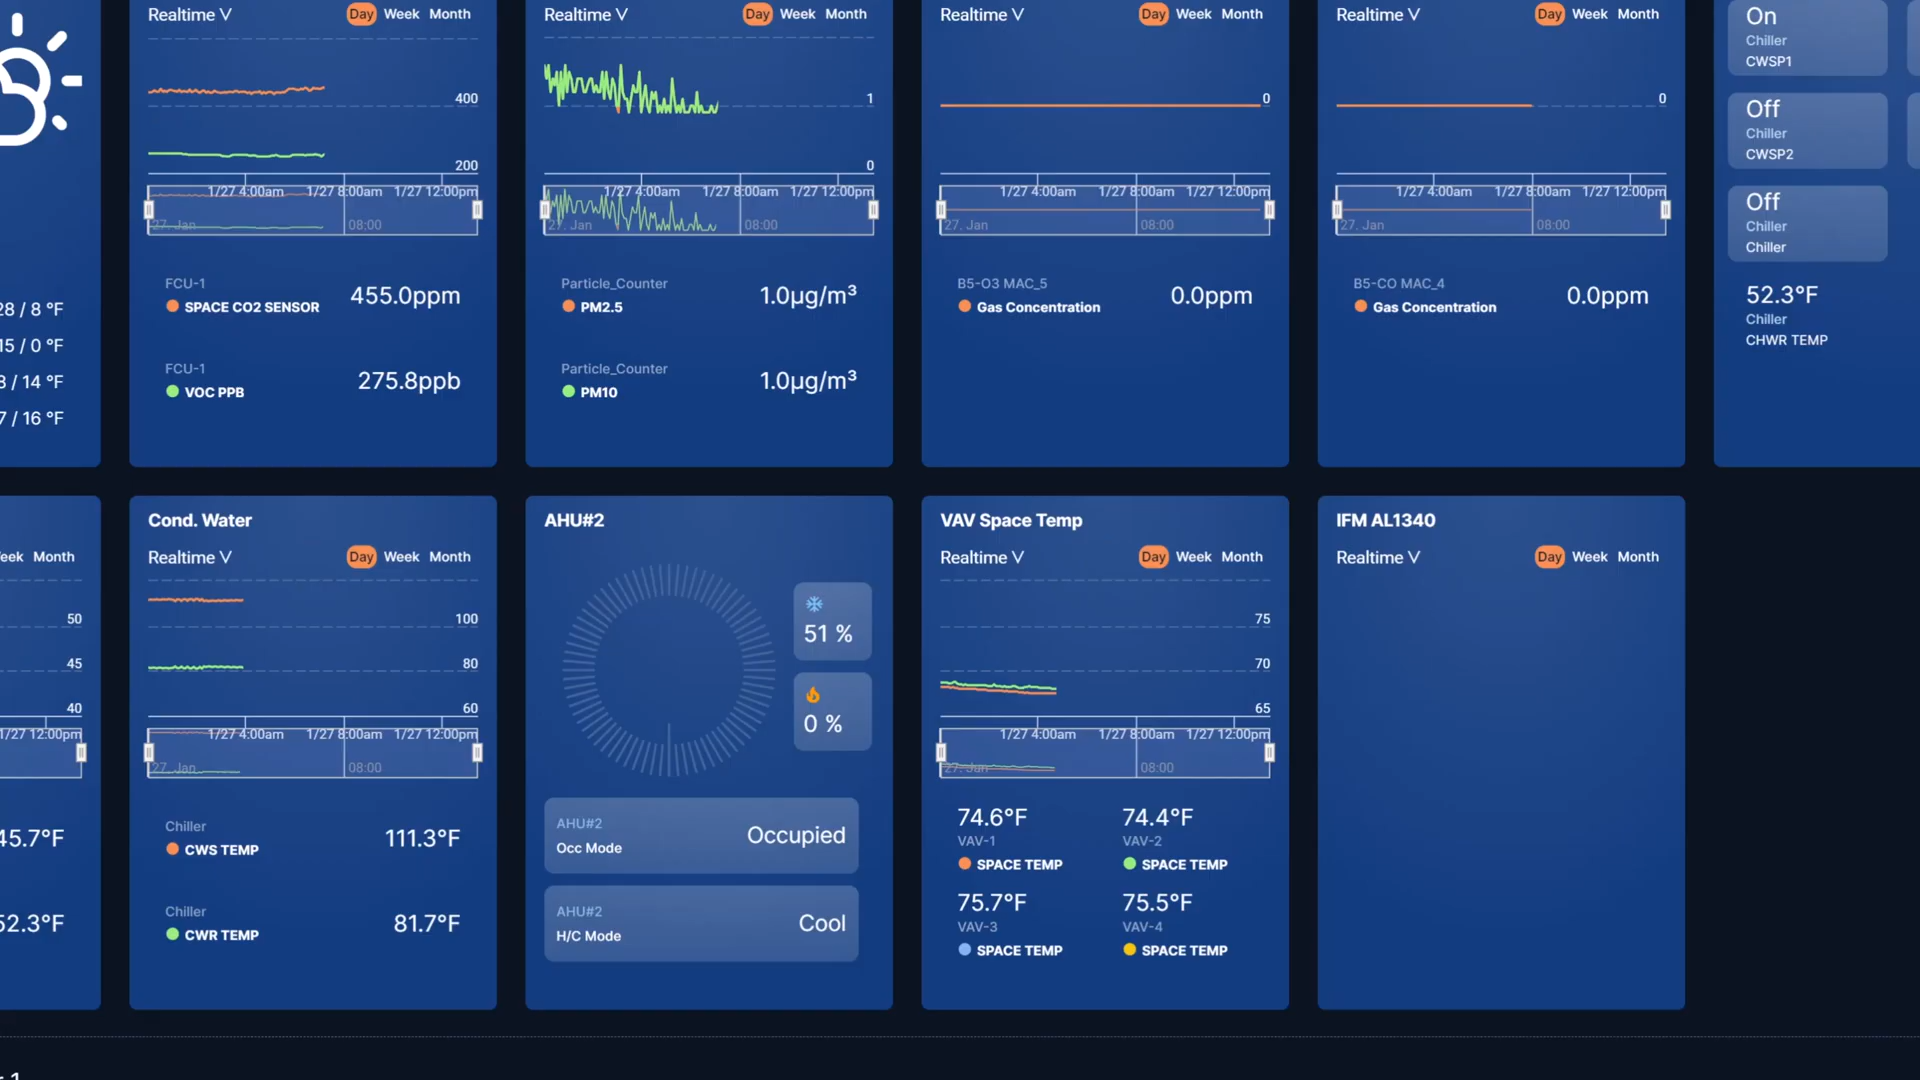 28 / 8 °F
15 / 0 °F
/ 14 °F
/ 16 °F
Realtime
Day Week Month
400
200
1/27 4:00am 1/27 8:00am 1/27 12:00pm
27. Jan 08:00
FCU-1
SPACE CO2 SENSOR 455.0ppm
FCU-1
VOC PPB 275.8ppb
Realtime
Day Week Month
1
0
1/27 4:00am 1/27 8:00am 1/27 12:00pm
27. Jan 08:00
Particle_Counter
PM2.5 1.0µg/m³
Particle_Counter
PM10 1.0µg/m³
Realtime
Day Week Month
0
1/27 4:00am 1/27 8:00am 1/27 12:00pm
27. Jan 08:00
B5-O3 MAC_5
Gas Concentration 0.0ppm
Realtime
Day Week Month
0
1/27 4:00am 1/27 8:00am 1/27 12:00pm
27. Jan 08:00
B5-CO MAC_4
Gas Concentration 0.0ppm
On
Chiller
CWSP1
Off
Chiller
CWSP2
Off
Chiller
Chiller
52.3°F
Chiller
CHWR TEMP
eek Month
50
45
40
1/27 12:00pm
45.7°F
52.3°F
Cond. Water
Realtime
Day Week Month
100
80
60
1/27 4:00am 1/27 8:00am 1/27 12:00pm
27. Jan 08:00
Chiller
CWS TEMP 111.3°F
Chiller
CWR TEMP 81.7°F
AHU#2
51 %
0 %
AHU#2
Occ Mode Occupied
AHU#2
H/C Mode Cool
VAV Space Temp
Realtime
Day Week Month
75
70
65
1/27 4:00am 1/27 8:00am 1/27 12:00pm
27. Jan 08:00
74.6°F 74.4°F
VAV-1 VAV-2
SPACE TEMP SPACE TEMP
75.7°F 75.5°F
VAV-3 VAV-4
SPACE TEMP SPACE TEMP
IFM AL1340
Realtime
Day Week Month